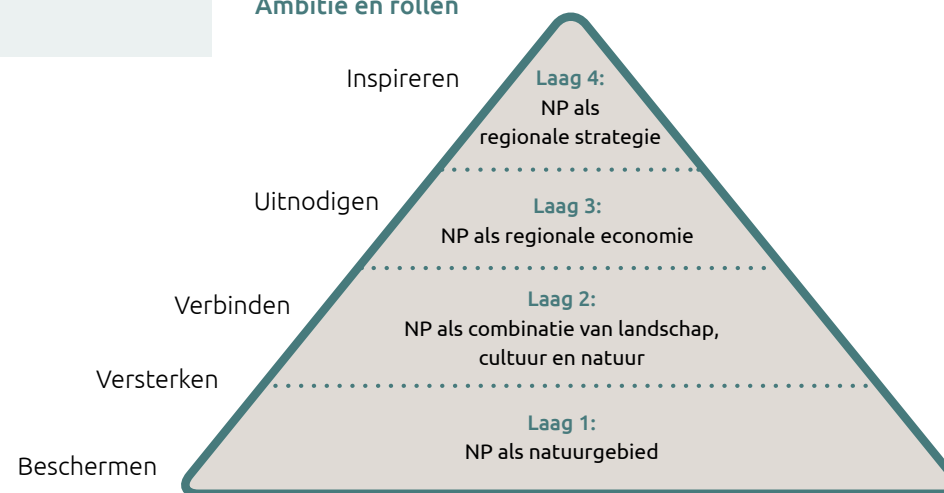 Ambitie en rollen
Inspireren
Laag 4:
NP als
regionale strategie
Uitnodigen
Laag 3:
NP als regionale economie
Verbinden
Laag 2:
NP als combinatie van landschap,
cultuur en natuur
Versterken
Laag 1:
NP als natuurgebied
Beschermen